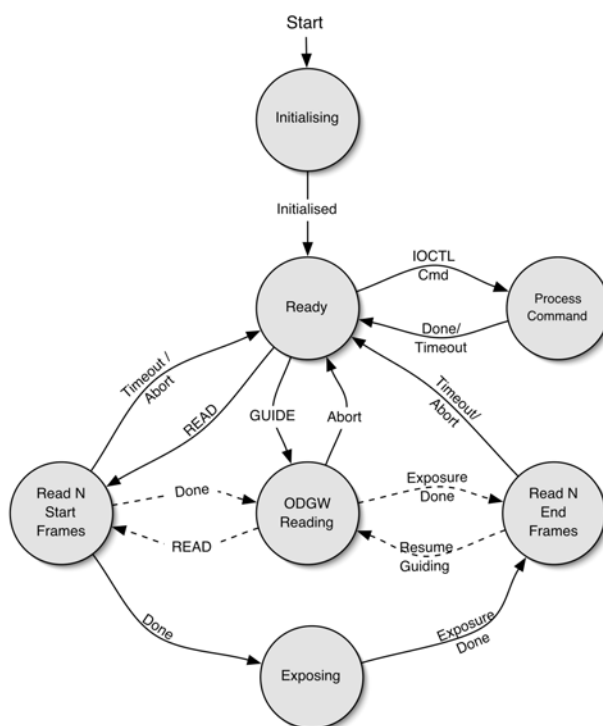 Start
Initialising
Initialised
IOCTL
Cmd
Ready
Process
Command
Done/
Timeout
Timeout /
Abort
READ
GUIDE
Abort
Timeout/
Abort
Read N
Start
Frames
Done
READ
ODGW
Reading
Exposure
Done
Resume
Guiding
Read N
End
Frames
Done
Exposing
Exposure
Done